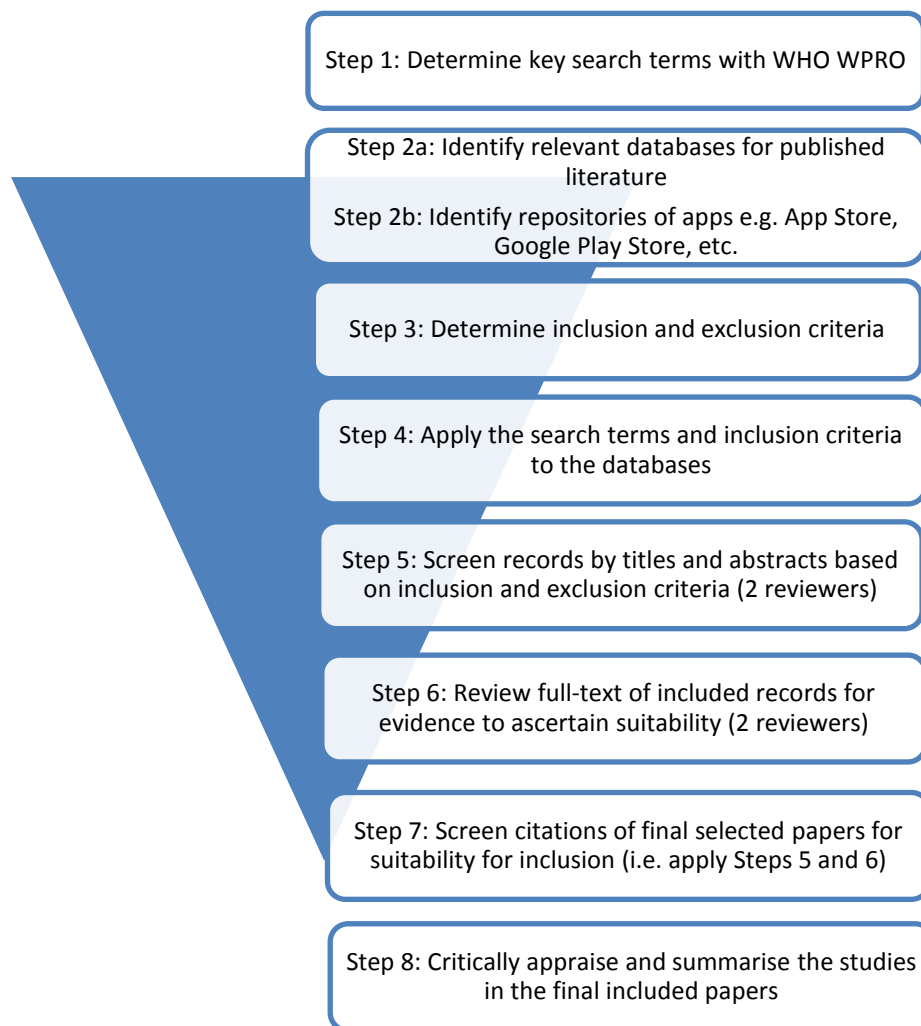 Step 1: Determine key search terms with WHO WPRO
Step 2a: Identify relevant databases for published
literature
Step 2b: Identify repositories of apps e.g. App Store,
Google Play Store, etc.
Step 3: Determine inclusion and exclusion criteria
Step 4: Apply the search terms and inclusion criteria
to the databases
Step 5: Screen records by titles and abstracts based
on inclusion and exclusion criteria (2 reviewers)
Step 6: Review full-text of included records for
evidence to ascertain suitability (2 reviewers)
Step 7: Screen citations of final selected papers for
suitability for inclusion (i.e. apply Steps 5 and 6)
Step 8: Critically appraise and summarise the studies
in the final included papers